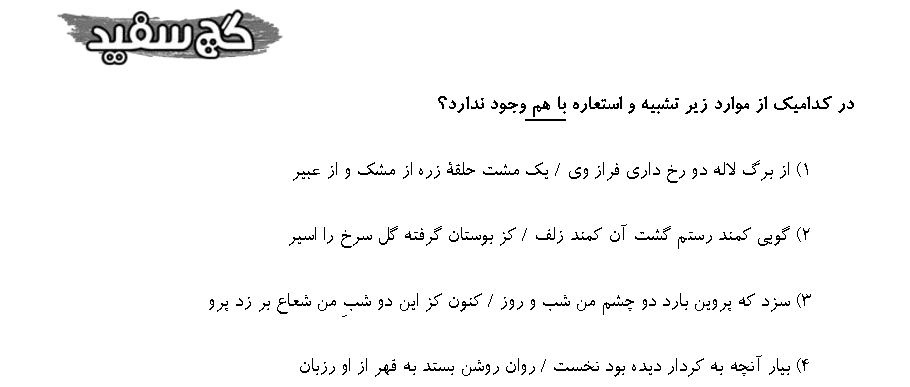 گچ سفید
در کدامیک از موارد زیر تشبیه و استعاره با هم وجود ندارد؟
۱) از برگ لاله دو رخ داری فراز وی / یک مشت حلقهٔ زره از مشک و از عبیر
۲) گویی کمند رستم گشت آن کمند زلف / کز بوستان گرفته گل سرخ را اسیر
۳) سزد که پروین بارد دو چشم من شب و روز / کنون کز این دو شبِ من شعاع بر زد پرو
۴) بیار آنچه به کردار دیده بود نخست / روان روشن بستد به قهر از او رزبان